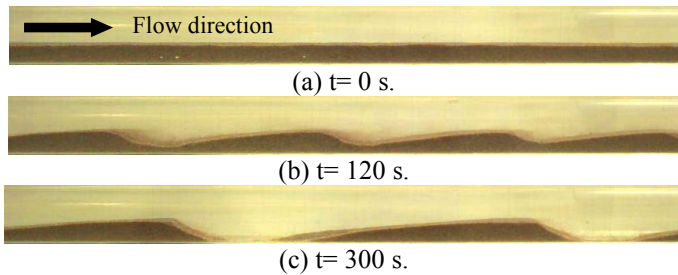 Flow direction
(a) t= 0 s.
(b) t= 120 s.
(c) t= 300 s.